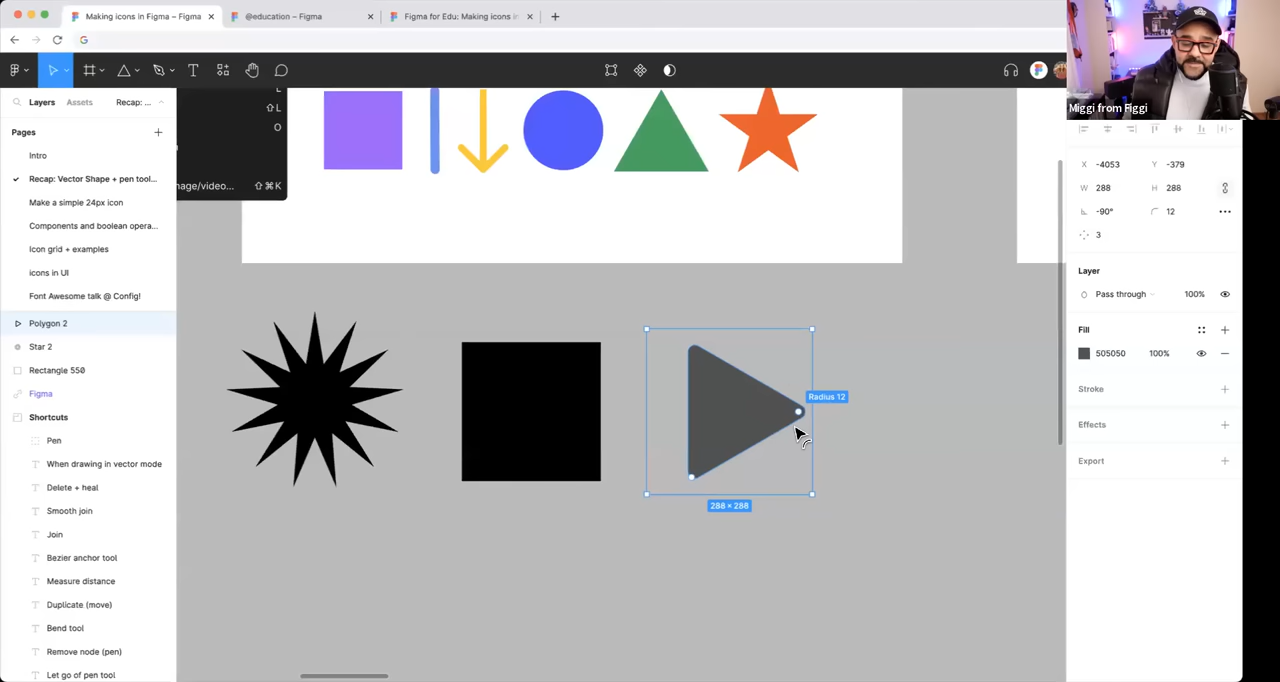 Making icons in Figma – Figma
@education – Figma
Figma for Edu: Making icons in
Miggi from Figgi
Layers
Assets
Recap: ...
Pages
Intro
Recap: Vector Shape + pen tool...
Make a simple 24px icon
Components and boolean opera...
Icon grid + examples
icons in UI
Font Awesome talk @ Config!
Polygon 2
Star 2
Rectangle 550
Figma
Shortcuts
Pen
When drawing in vector mode
Delete + heal
Smooth join
Join
Bezier anchor tool
Measure distance
Duplicate (move)
Bend tool
Remove node (pen)
Let go of pen tool
L
⇧L
O
nage/video...
⇧⌘K
Radius 12
288 × 288
X -4053
Y -379
W 288
H 288
-90°
12
3
Layer
Pass through
100%
Fill
505050
100%
Stroke
Effects
Export